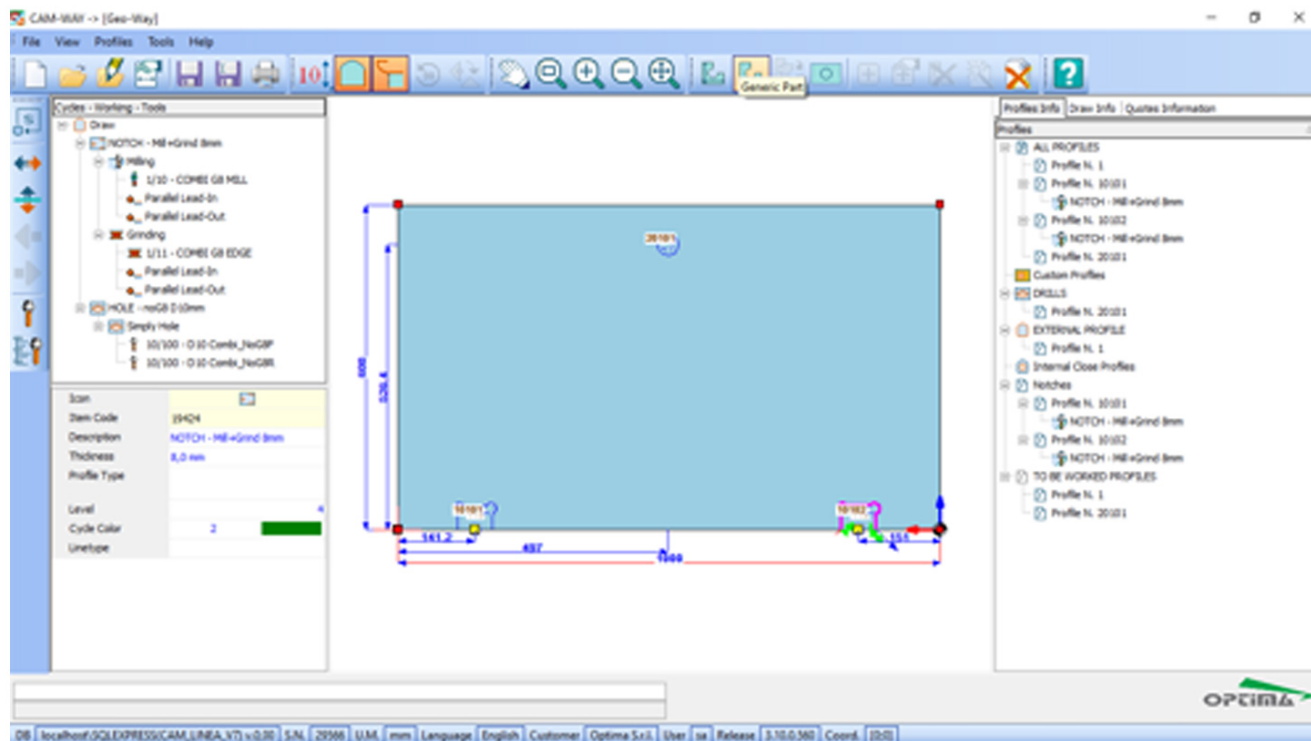 CAM-WAY -> [Geo-Way]
File View Profiles Tools Help
10
Generic Part
Cycles - Working - Tools
Draw
NOTCH - Mill+Grind 8mm
Milling
1/10 - COMBI G8 MILL
Parallel Lead-In
Parallel Lead-Out
Grinding
1/11 - COMBI G8 EDGE
Parallel Lead-In
Parallel Lead-Out
HOLE - noG8 D10mm
Simply Hole
10/100 - D10 Combi_NoG8F
10/100 - D10 Combi_NoG8R
Icon
Item Code 19424
Description NOTCH - Mill+Grind 8mm
Thickness 8,0 mm
Profile Type
Level 4
Cycle Color 2
Linetype
20101
600
526.4
10101
10102
141.2
151
497
1000
Profiles Info Draw Info Quotes Information
Profiles
ALL PROFILES
Profile N. 1
Profile N. 10101
NOTCH - Mill+Grind 8mm
Profile N. 10102
NOTCH - Mill+Grind 8mm
Profile N. 20101
Custom Profiles
DRILLS
Profile N. 20101
EXTERNAL PROFILE
Profile N. 1
Internal Close Profiles
Notches
Profile N. 10101
NOTCH - Mill+Grind 8mm
Profile N. 10102
NOTCH - Mill+Grind 8mm
TO BE WORKED PROFILES
Profile N. 1
Profile N. 20101
OPTIMA
DB localhost\SQLEXPRESS(CAM_LINEA_V7) v.0.00 S.N. 29566 U.M. mm Language English Customer Optima S.r.l. User sa Release 3.10.0.560 Coord. [0;0]